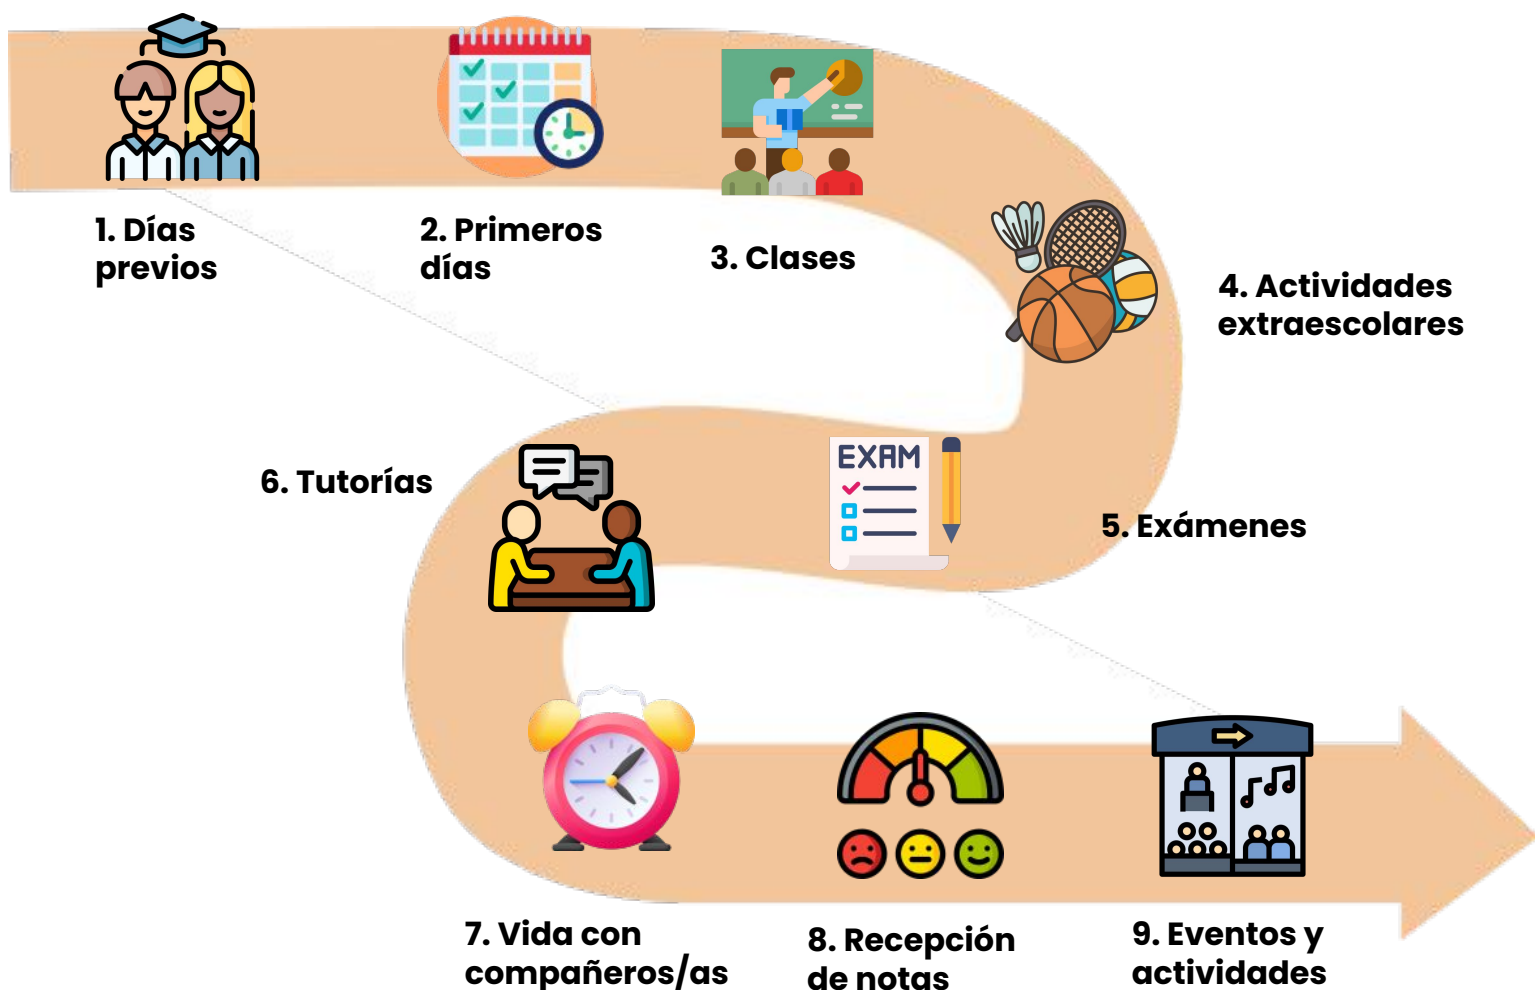 1. Días
previos
2. Primeros
días
3. Clases
4. Actividades
extraescolares
EXAM
5. Exámenes
6. Tutorías
7. Vida con
compañeros/as
8. Recepción
de notas
9. Eventos y
actividades